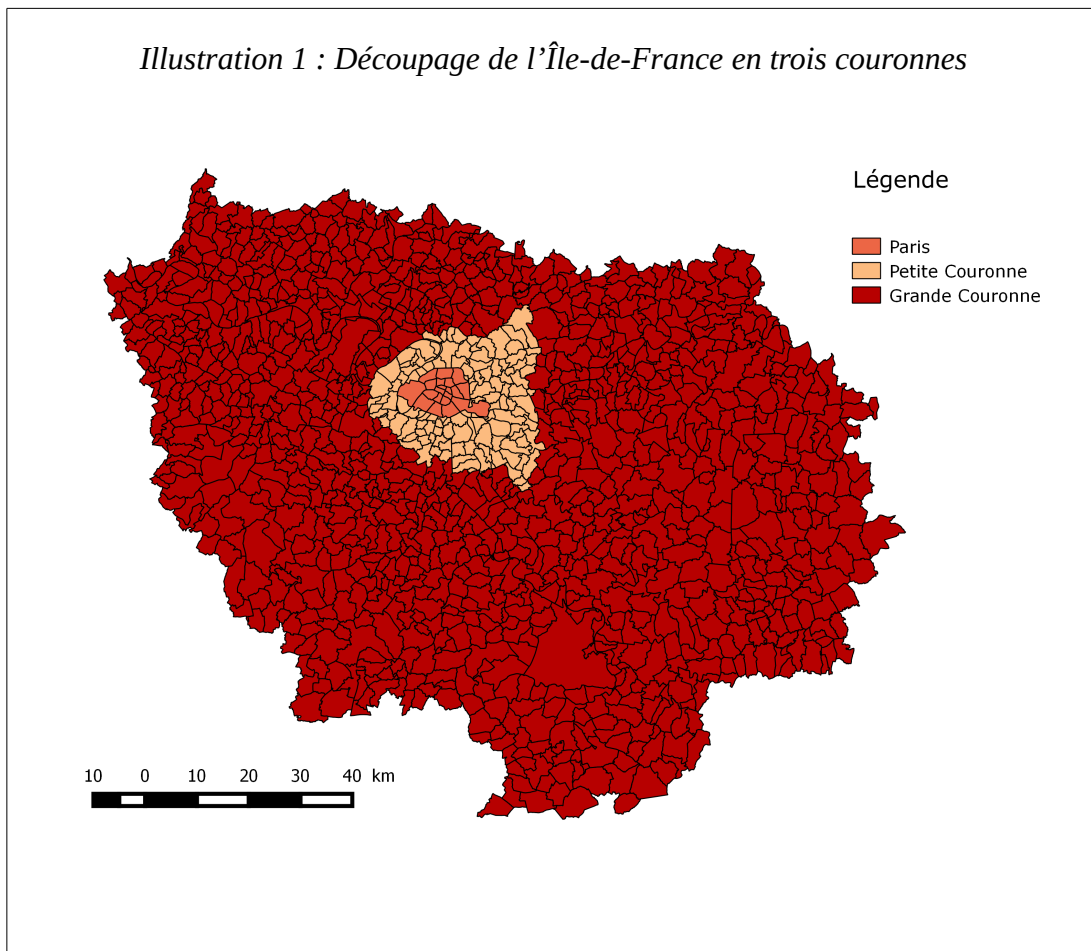 Illustration 1 : Découpage de l'Île-de-France en trois couronnes
Légende
Paris
Petite Couronne
Grande Couronne
10 0 10 20 30 40 km